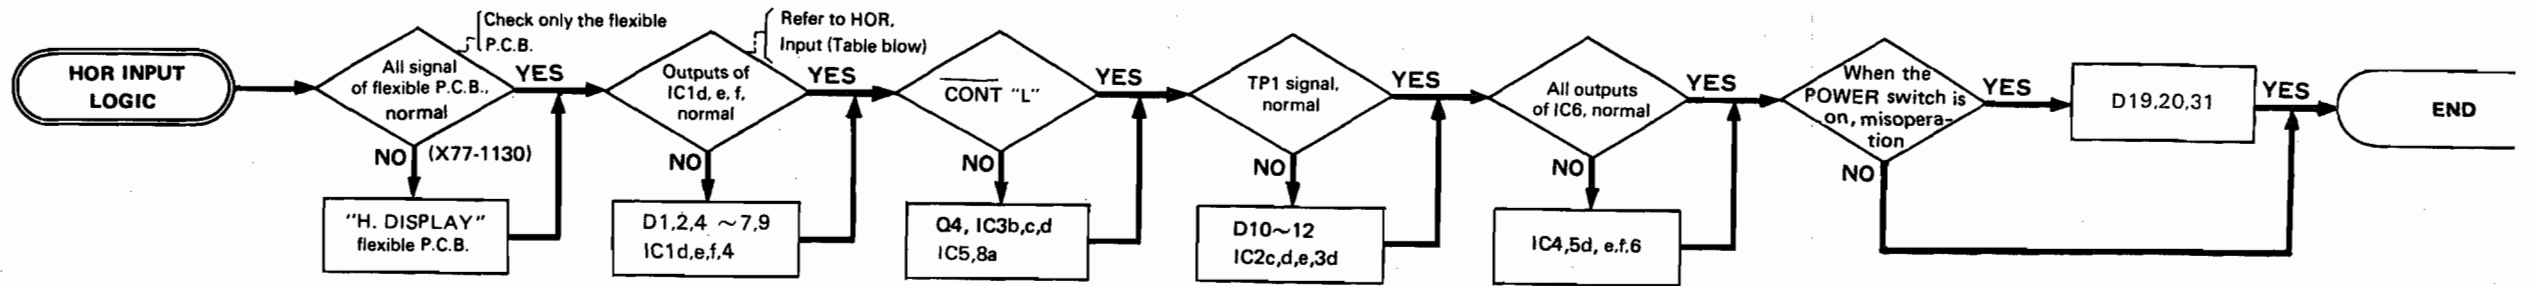 HOR INPUT
LOGIC
Check only the flexible
P.C.B.
All signal
of flexible P.C.B.,
normal
YES
NO
(X77-1130)
"H. DISPLAY"
flexible P.C.B.
Refer to HOR,
Input (Table blow)
Outputs of
IC1d, e, f,
normal
YES
NO
D1,2,4 ~7,9
IC1d,e,f,4
CONT "L"
YES
NO
Q4, IC3b,c,d
IC5,8a
TP1 signal,
normal
YES
NO
D10~12
IC2c,d,e,3d
All outputs
of IC6, normal
YES
NO
IC4,5d, e,f,6
When the
POWER switch is
on, misopera-
tion
YES
NO
D19,20,31
YES
END